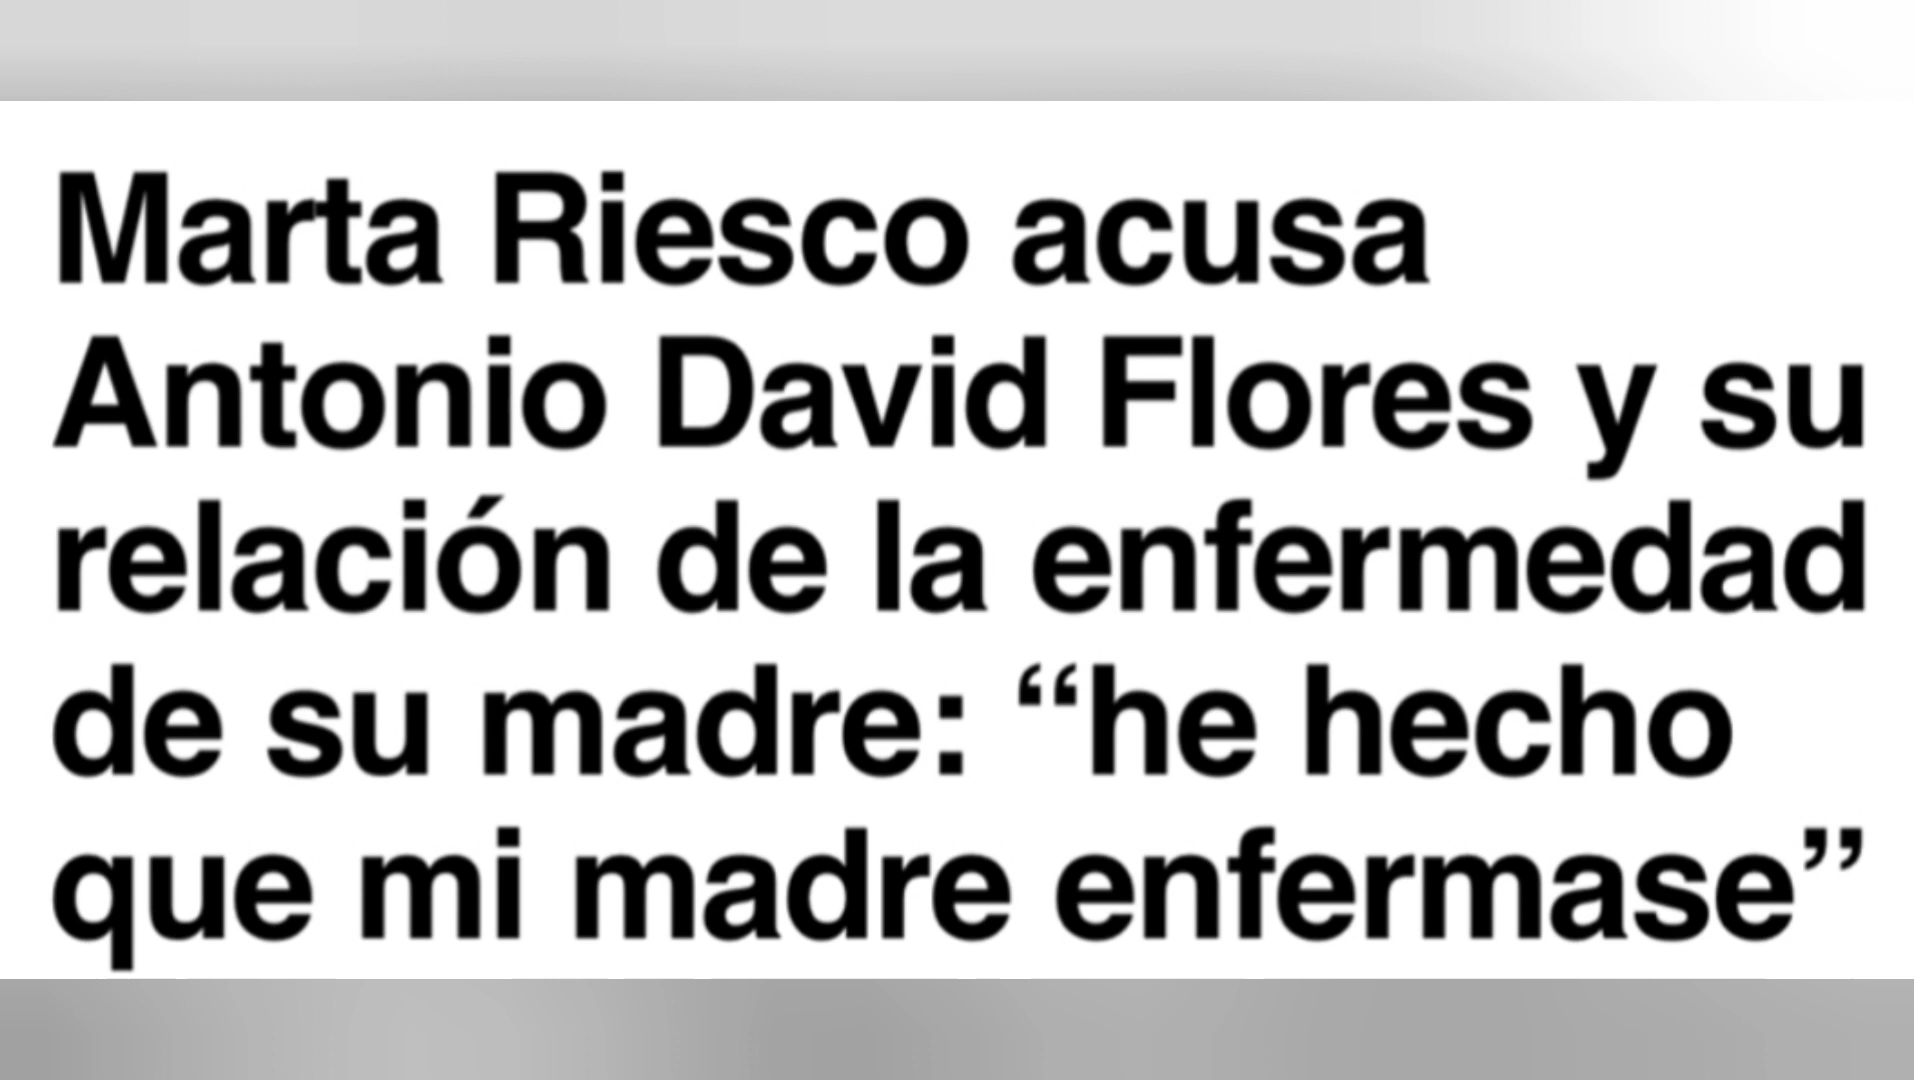 Marta Riesco acusa
Antonio David Flores y su
relación de la enfermedad
de su madre: “he hecho
que mi madre enfermase”